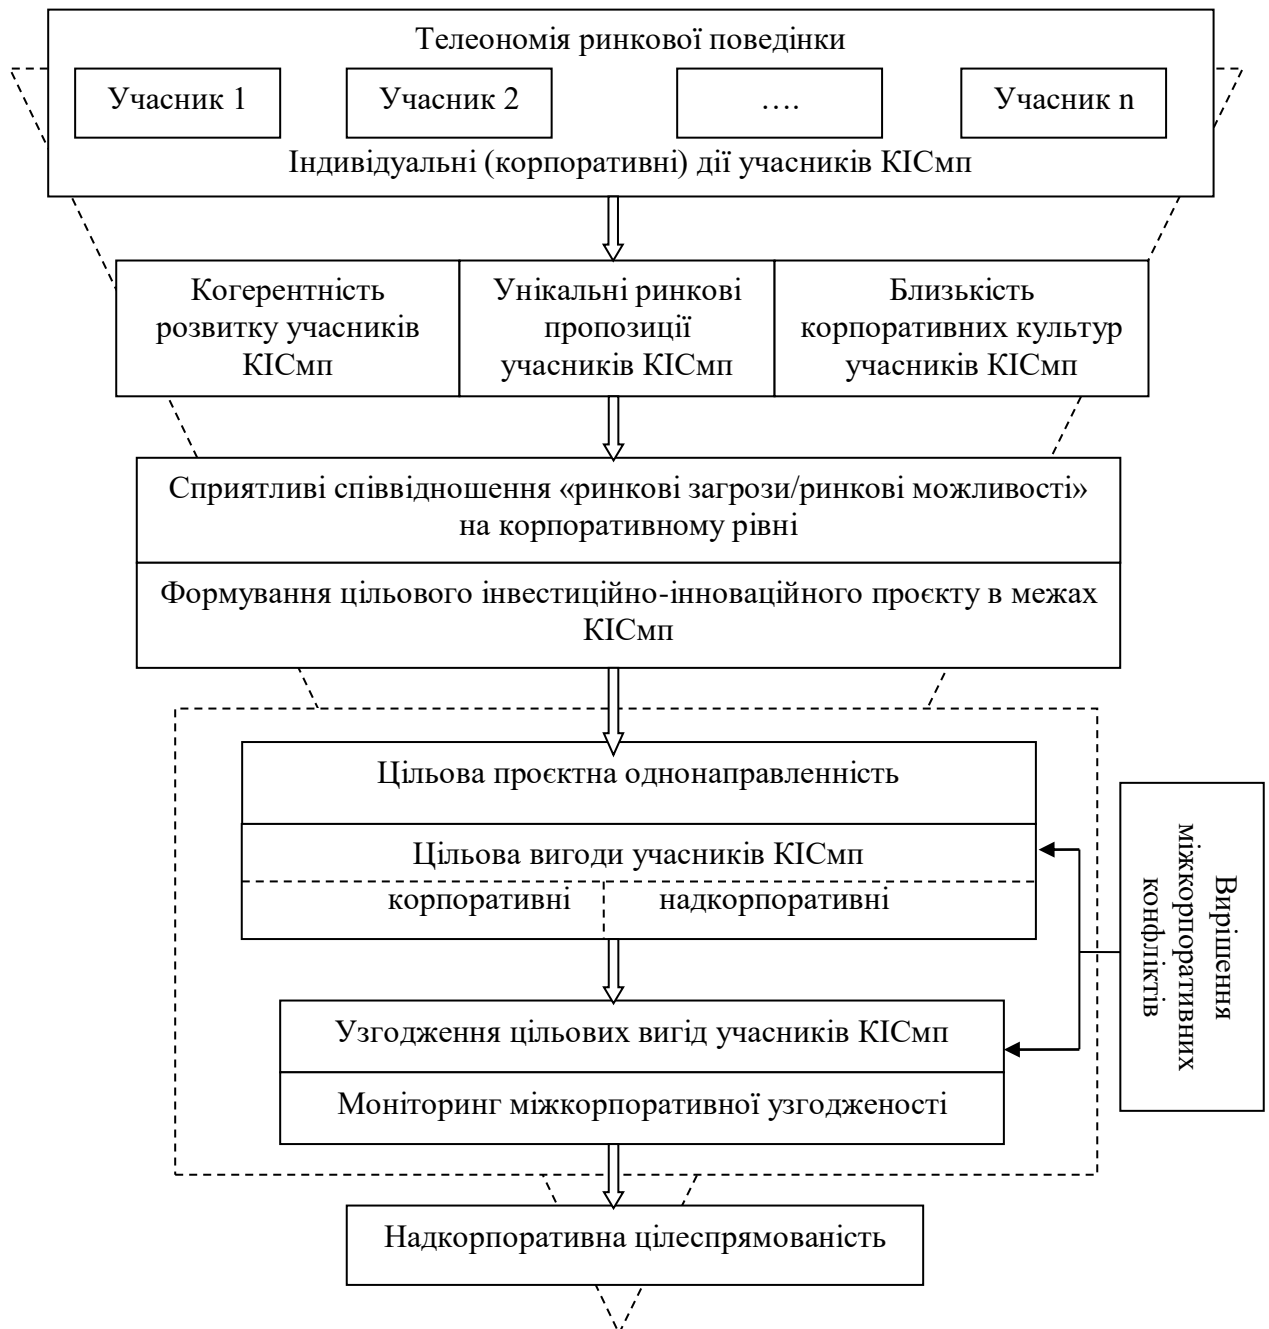 Телеономія ринкової поведінки
Учасник 1
Учасник 2
….
Учасник n
Індивідуальні (корпоративні) дії учасників КІСмп
Когерентність
розвитку учасників
КІСмп
Унікальні ринкові
пропозиції
учасників КІСмп
Близькість
корпоративних культур
учасників КІСмп
Сприятливі співвідношення «ринкові загрози/ринкові можливості»
на корпоративному рівні
Формування цільового інвестиційно-інноваційного проєкту в межах
КІСмп
Цільова проєктна однонаправленність
Цільова вигоди учасників КІСмп
корпоративні
надкорпоративні
Вирішення
міжкорпоративних
конфліктів
Узгодження цільових вигід учасників КІСмп
Моніторинг міжкорпоративної узгодженості
Надкорпоративна цілеспрямованість